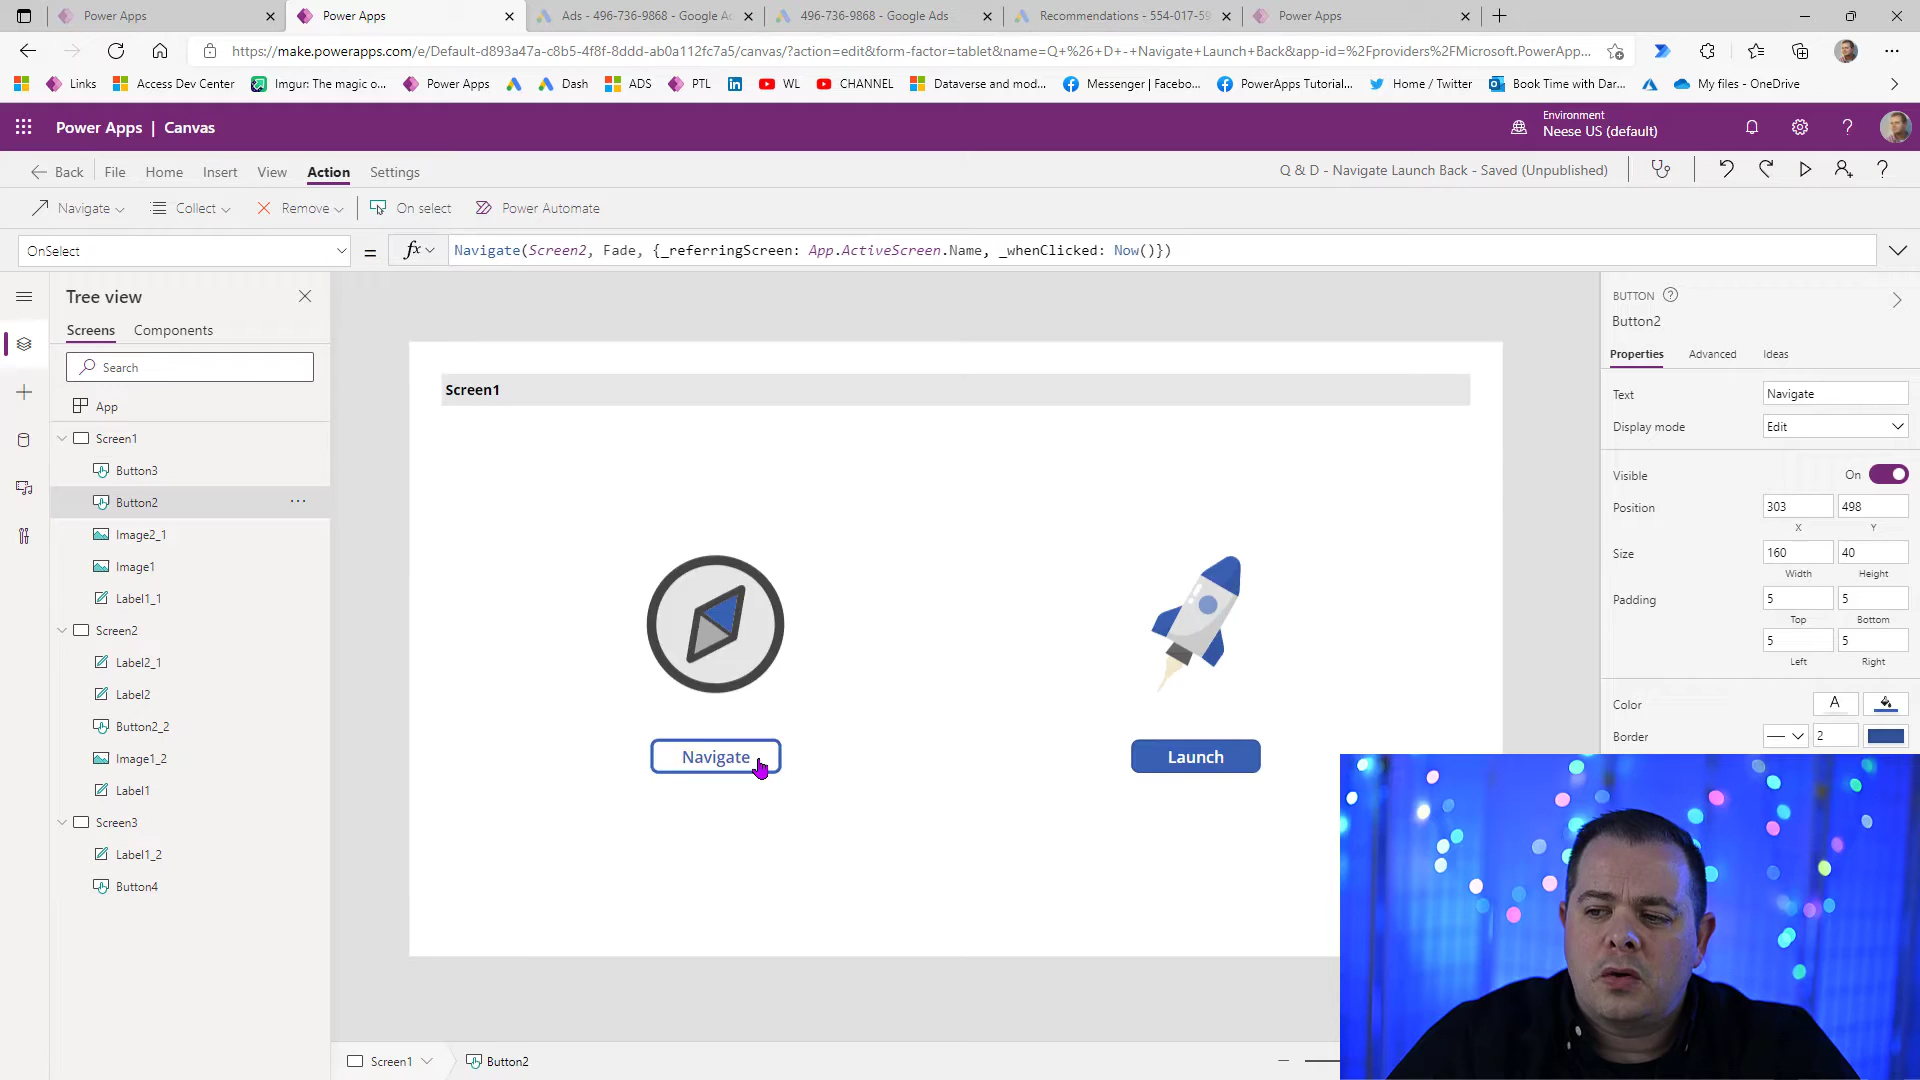 Power Apps
Power Apps
Ads - 496-736-9868 - Google Ad
496-736-9868 - Google Ads
Recommendations - 554-017-59
Power Apps
https://make.powerapps.com/e/Default-d893a47a-c8b5-4f8f-8ddd-ab0a112fc7a5/canvas/?action=edit&form-factor=tablet&name=Q+%26+D+-+Navigate+Launch+Back&app-id=%2Fproviders%2FMicrosoft.PowerApp...
Links
Access Dev Center
Imgur: The magic o...
Power Apps
Dash
ADS
PTL
WL
CHANNEL
Dataverse and mod...
Messenger | Facebo...
PowerApps Tutorial...
Home / Twitter
Book Time with Dar...
My files - OneDrive
Power Apps | Canvas
Environment
Neese US (default)
Back
File
Home
Insert
View
Action
Settings
Q & D - Navigate Launch Back - Saved (Unpublished)
Navigate
Collect
Remove
On select
Power Automate
OnSelect
= fx
Navigate(Screen2, Fade, {_referringScreen: App.ActiveScreen.Name, _whenClicked: Now()})
Tree view
Screens
Components
Search
App
Screen1
Button3
Button2
Image2_1
Image1
Label1_1
Screen2
Label2_1
Label2
Button2_2
Image1_2
Label1
Screen3
Label1_2
Button4
Screen1
Navigate
Launch
BUTTON
Button2
Properties
Advanced
Ideas
Text
Navigate
Display mode
Edit
Visible
On
Position
303
498
X
Y
Size
160
40
Width
Height
Padding
5
5
Top
Bottom
5
5
Left
Right
Color
A
Border
2
Screen1
Button2